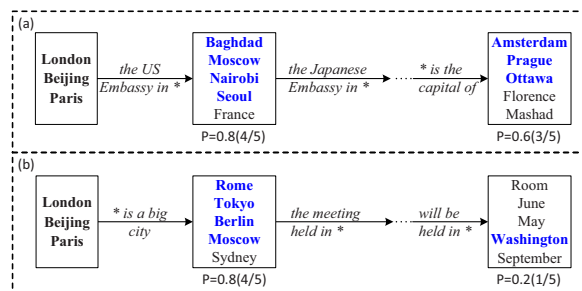 (a)
London
Beijing
Paris
the US
Embassy in *
Baghdad
Moscow
Nairobi
Seoul
France
P=0.8(4/5)
the Japanese
Embassy in *
* is the
capital of
Amsterdam
Prague
Ottawa
Florence
Mashad
P=0.6(3/5)
(b)
London
Beijing
Paris
* is a big
city
Rome
Tokyo
Berlin
Moscow
Sydney
P=0.8(4/5)
the meeting
held in *
will be
held in *
Room
June
May
Washington
September
P=0.2(1/5)